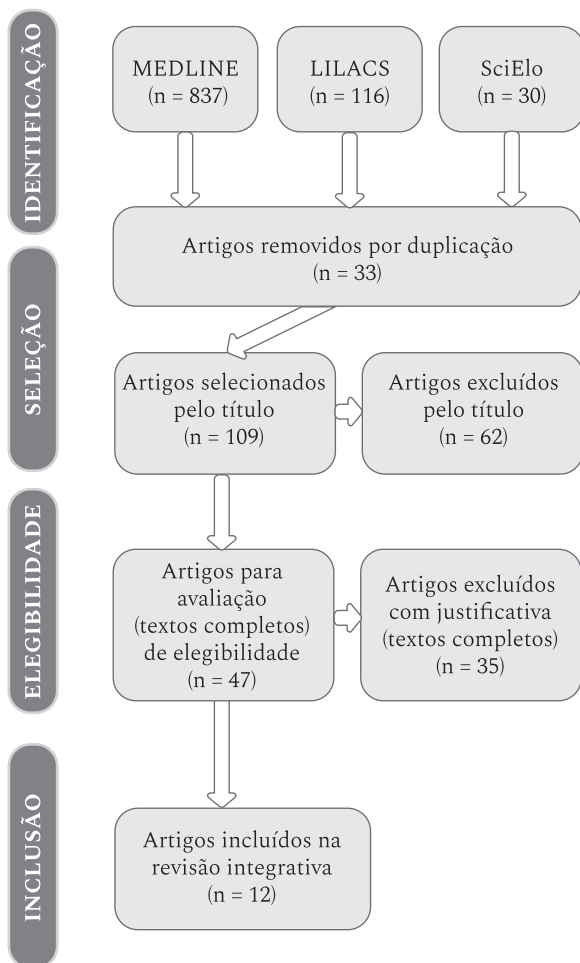 IDENTIFICAÇÃO
MEDLINE
(n = 837)
LILACS
(n = 116)
SciElo
(n = 30)
Artigos removidos por duplicação
(n = 33)
SELEÇÃO
Artigos selecionados
pelo título
(n = 109)
Artigos excluídos
pelo título
(n = 62)
ELEGIBILIDADE
Artigos para
avaliação
(textos completos)
de elegibilidade
(n = 47)
Artigos excluídos
com justificativa
(textos completos)
(n = 35)
INCLUSÃO
Artigos incluídos na
revisão integrativa
(n = 12)